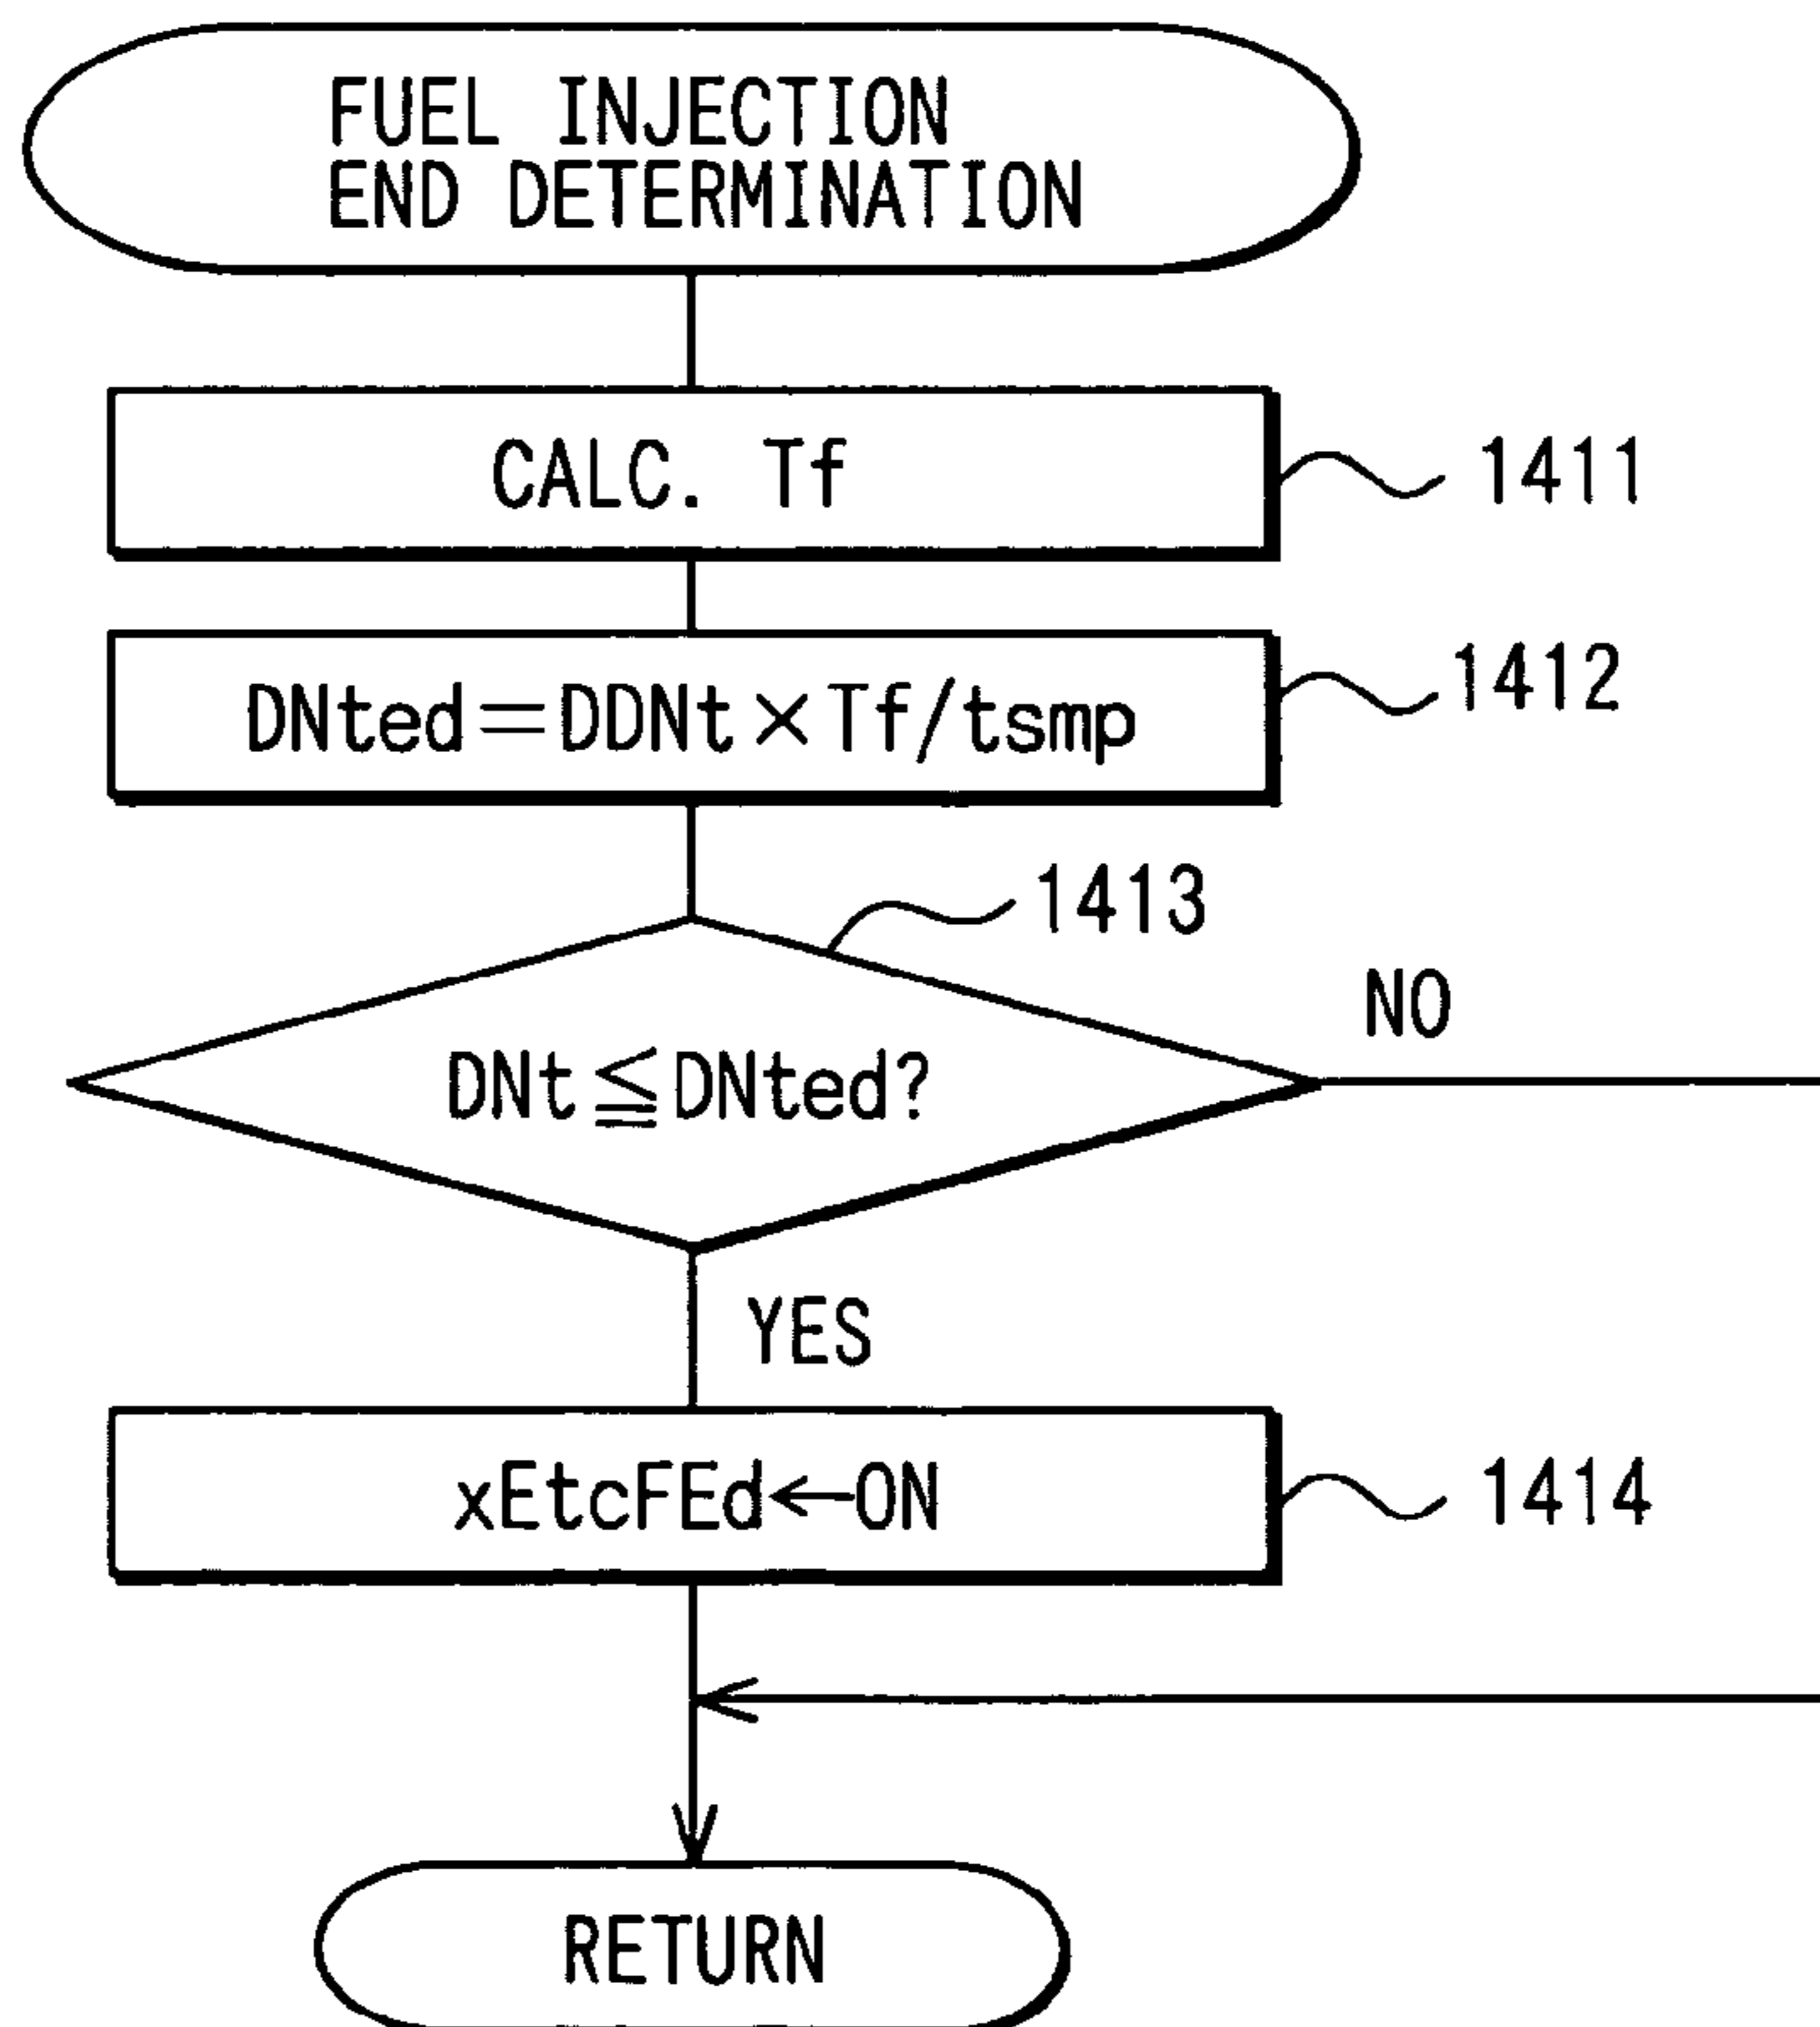 FUEL INJECTION
END DETERMINATION
CALC. Tf
1411
DNted=DDNt×Tf/tsmp
1412
1413
DNt≦DNted?
NO
YES
xEtcFEd←ON
1414
RETURN